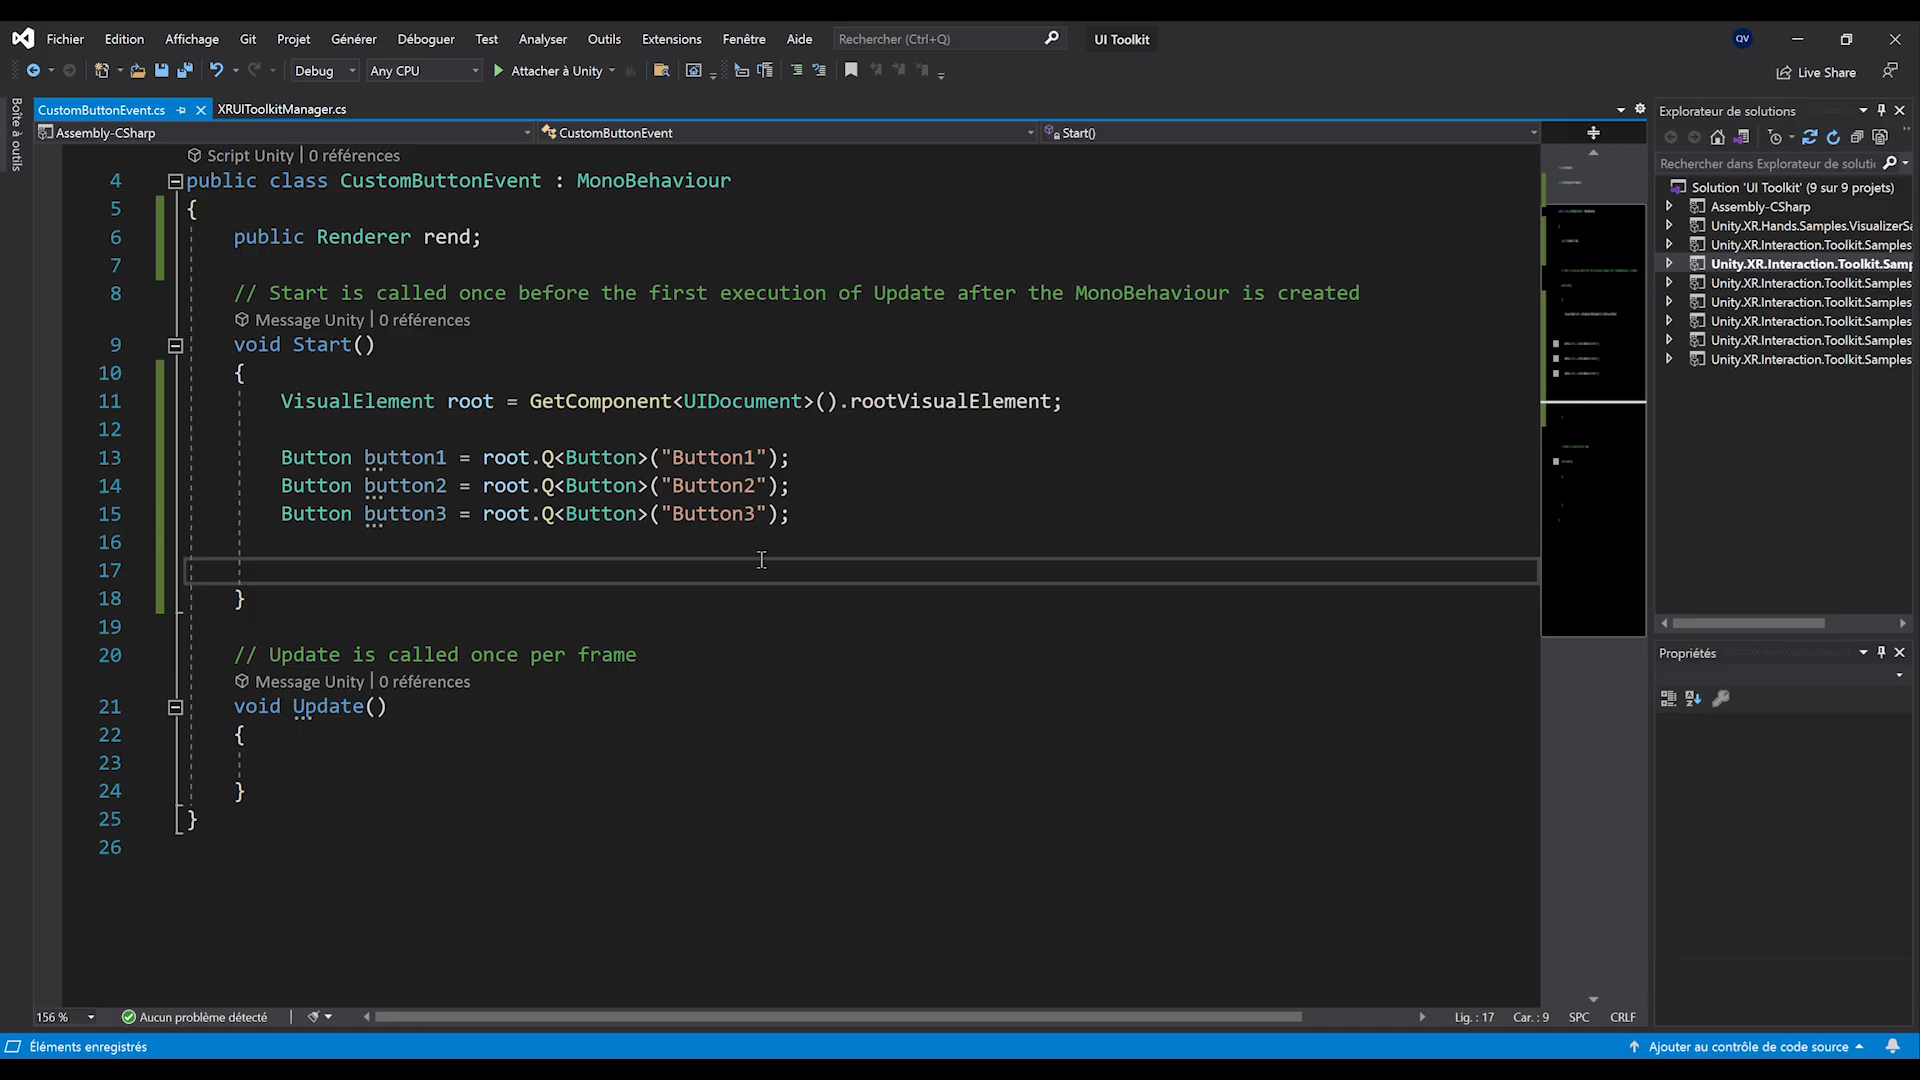 Fichier Edition Affichage Git Projet Générer Déboguer Test Analyser Outils Extensions Fenêtre Aide Rechercher (Ctrl+Q) UI Toolkit QV
Debug Any CPU Attacher à Unity Live Share
Boîte à outils
CustomButtonEvent.cs XRUIToolkitManager.cs
Assembly-CSharp CustomButtonEvent Start()
Script Unity | 0 références
4 public class CustomButtonEvent : MonoBehaviour
5 {
6 public Renderer rend;
7
8 // Start is called once before the first execution of Update after the MonoBehaviour is created
Message Unity | 0 références
9 void Start()
10 {
11 VisualElement root = GetComponent<UIDocument>().rootVisualElement;
12
13 Button button1 = root.Q<Button>("Button1");
14 Button button2 = root.Q<Button>("Button2");
15 Button button3 = root.Q<Button>("Button3");
16
17
18 }
19
20 // Update is called once per frame
Message Unity | 0 références
21 void Update()
22 {
23
24 }
25 }
26
156 % Aucun problème détecté Lig. : 17 Car. : 9 SPC CRLF
Explorateur de solutions
Rechercher dans Explorateur de soluti
Solution 'UI Toolkit' (9 sur 9 projets)
Assembly-CSharp
Unity.XR.Hands.Samples.VisualizerSa
Unity.XR.Interaction.Toolkit.Samples
Unity.XR.Interaction.Toolkit.Samp
Unity.XR.Interaction.Toolkit.Samples
Unity.XR.Interaction.Toolkit.Samples
Unity.XR.Interaction.Toolkit.Samples
Unity.XR.Interaction.Toolkit.Samples
Unity.XR.Interaction.Toolkit.Samples
Propriétés
Éléments enregistrés Ajouter au contrôle de code source